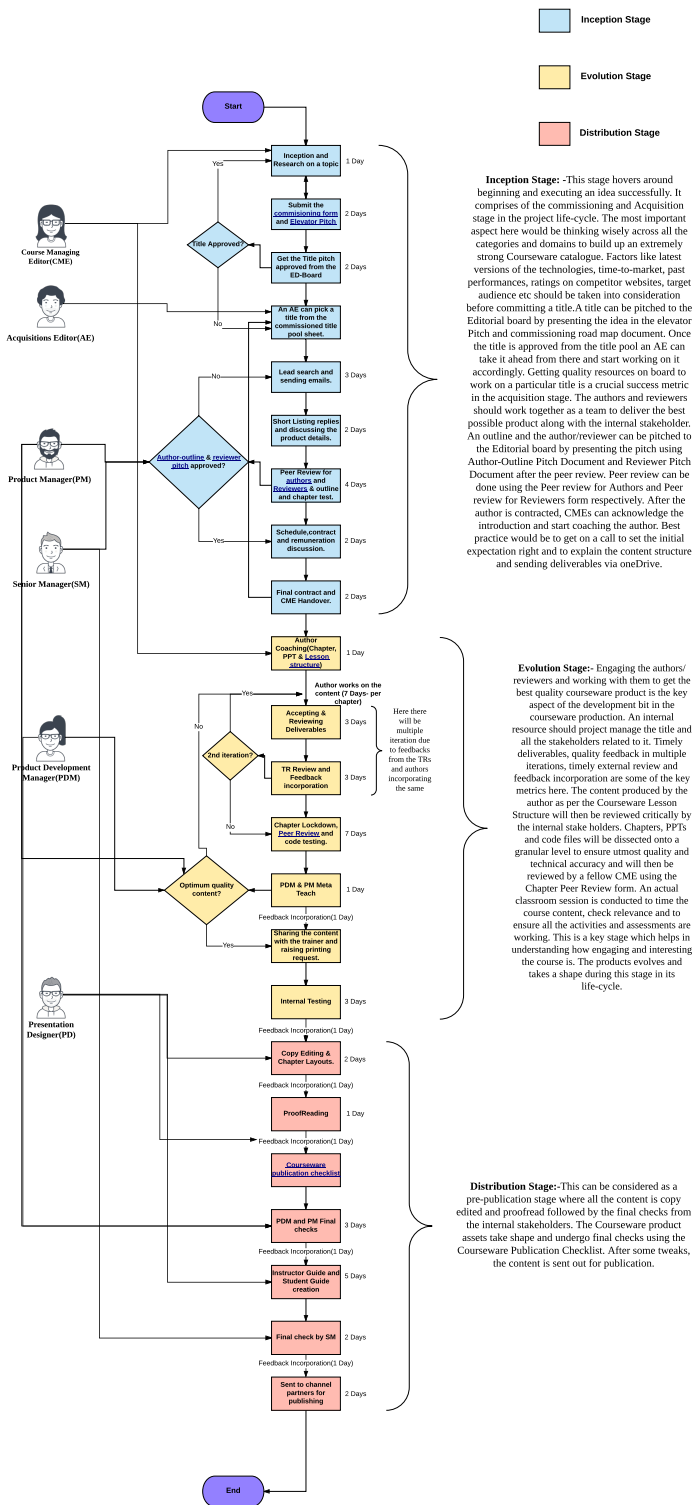 Inception Stage
Evolution Stage
Distribution Stage
Start
Inception and
Research on a topic
1 Day
Yes
Submit the
commisioning form
and Elevator Pitch
2 Days
Title Approved?
Get the Title pitch
approved from the
ED-Board
2 Days
No
An AE can pick a
title from the
commissioned title
pool sheet.
Course Managing
Editor(CME)
Acquisitions Editor(AE)
Lead search and
sending emails.
3 Days
No
Short Listing replies
and discussing the
product details.
2 Days
Author-outline & reviewer
pitch approved?
Peer Review for
authors and
Reviewers & outline
and chapter test.
4 Days
Product Manager(PM)
Yes
Schedule,contract
and remuneration
discussion.
2 Days
Senior Manager(SM)
Final contract and
CME Handover.
2 Days
Inception Stage: -This stage hovers around
beginning and executing an idea successfully. It
comprises of the commissioning and Acquisition
stage in the project life-cycle. The most important
aspect here would be thinking wisely across all the
categories and domains to build up an extremely
strong Courseware catalogue. Factors like latest
versions of the technologies, time-to-market, past
performances, ratings on competitor websites, target
audience etc should be taken into consideration
before committing a title.A title can be pitched to the
Editorial board by presenting the idea in the elevator
Pitch and commissioning road map document. Once
the title is approved from the title pool an AE can
take it ahead from there and start working on it
accordingly. Getting quality resources on board to
work on a particular title is a crucial success metric
in the acquisition stage. The authors and reviewers
should work together as a team to deliver the best
possible product along with the internal stakeholder.
An outline and the author/reviewer can be pitched to
the Editorial board by presenting the pitch using
Author-Outline Pitch Document and Reviewer Pitch
Document after the peer review. Peer review can be
done using the Peer review for Authors and Peer
review for Reviewers form respectively. After the
author is contracted, CMEs can acknowledge the
introduction and start coaching the author. Best
practice would be to get on a call to set the initial
expectation right and to explain the content structure
and sending deliverables via oneDrive.
Author
Coaching(Chapter,
PPT & Lesson
structure)
1 Day
Author works on the
content (7 Days- per
chapter)
Yes
No
Accepting &
Reviewing
Deliverables
3 Days
Here there
will be
multiple
iteration due
to feedbacks
from the TRs
and authors
incorporating
the same
2nd iteration?
TR Review and
Feedback
incorporation
3 Days
Product Development
Manager(PDM)
No
Chapter Lockdown,
Peer Review and
code testing.
7 Days
Optimum quality
content?
PDM & PM Meta
Teach
1 Day
Feedback Incorporation(1 Day)
Yes
Sharing the content
with the trainer and
raising printing
request.
Internal Testing
3 Days
Feedback Incorporation(1 Day)
Evolution Stage:- Engaging the authors/
reviewers and working with them to get the
best quality courseware product is the key
aspect of the development bit in the
courseware production. An internal
resource should project manage the title and
all the stakeholders related to it. Timely
deliverables, quality feedback in multiple
iterations, timely external review and
feedback incorporation are some of the key
metrics here. The content produced by the
author as per the Courseware Lesson
Structure will then be reviewed critically by
the internal stake holders. Chapters, PPTs
and code files will be dissected onto a
granular level to ensure utmost quality and
technical accuracy and will then be
reviewed by a fellow CME using the
Chapter Peer Review form. An actual
classroom session is conducted to time the
course content, check relevance and to
ensure all the activities and assessments are
working. This is a key stage which helps in
understanding how engaging and interesting
the course is. The products evolves and
takes a shape during this stage in its
life-cycle.
Presentation
Designer(PD)
Copy Editing &
Chapter Layouts.
2 Days
Feedback Incorporation(1 Day)
ProofReading
1 Day
Feedback Incorporation(1 Day)
Courseware
publication checklist
PDM and PM Final
checks
3 Days
Feedback Incorporation(1 Day)
Instructor Guide and
Student Guide
creation
5 Days
Final check by SM
2 Days
Feedback Incorporation(1 Day)
Sent to channel
partners for
publishing
2 Days
Distribution Stage:-This can be considered as a
pre-publication stage where all the content is copy
edited and proofread followed by the final checks from
the internal stakeholders. The Courseware product
assets take shape and undergo final checks using the
Courseware Publication Checklist. After some tweaks,
the content is sent out for publication.
End